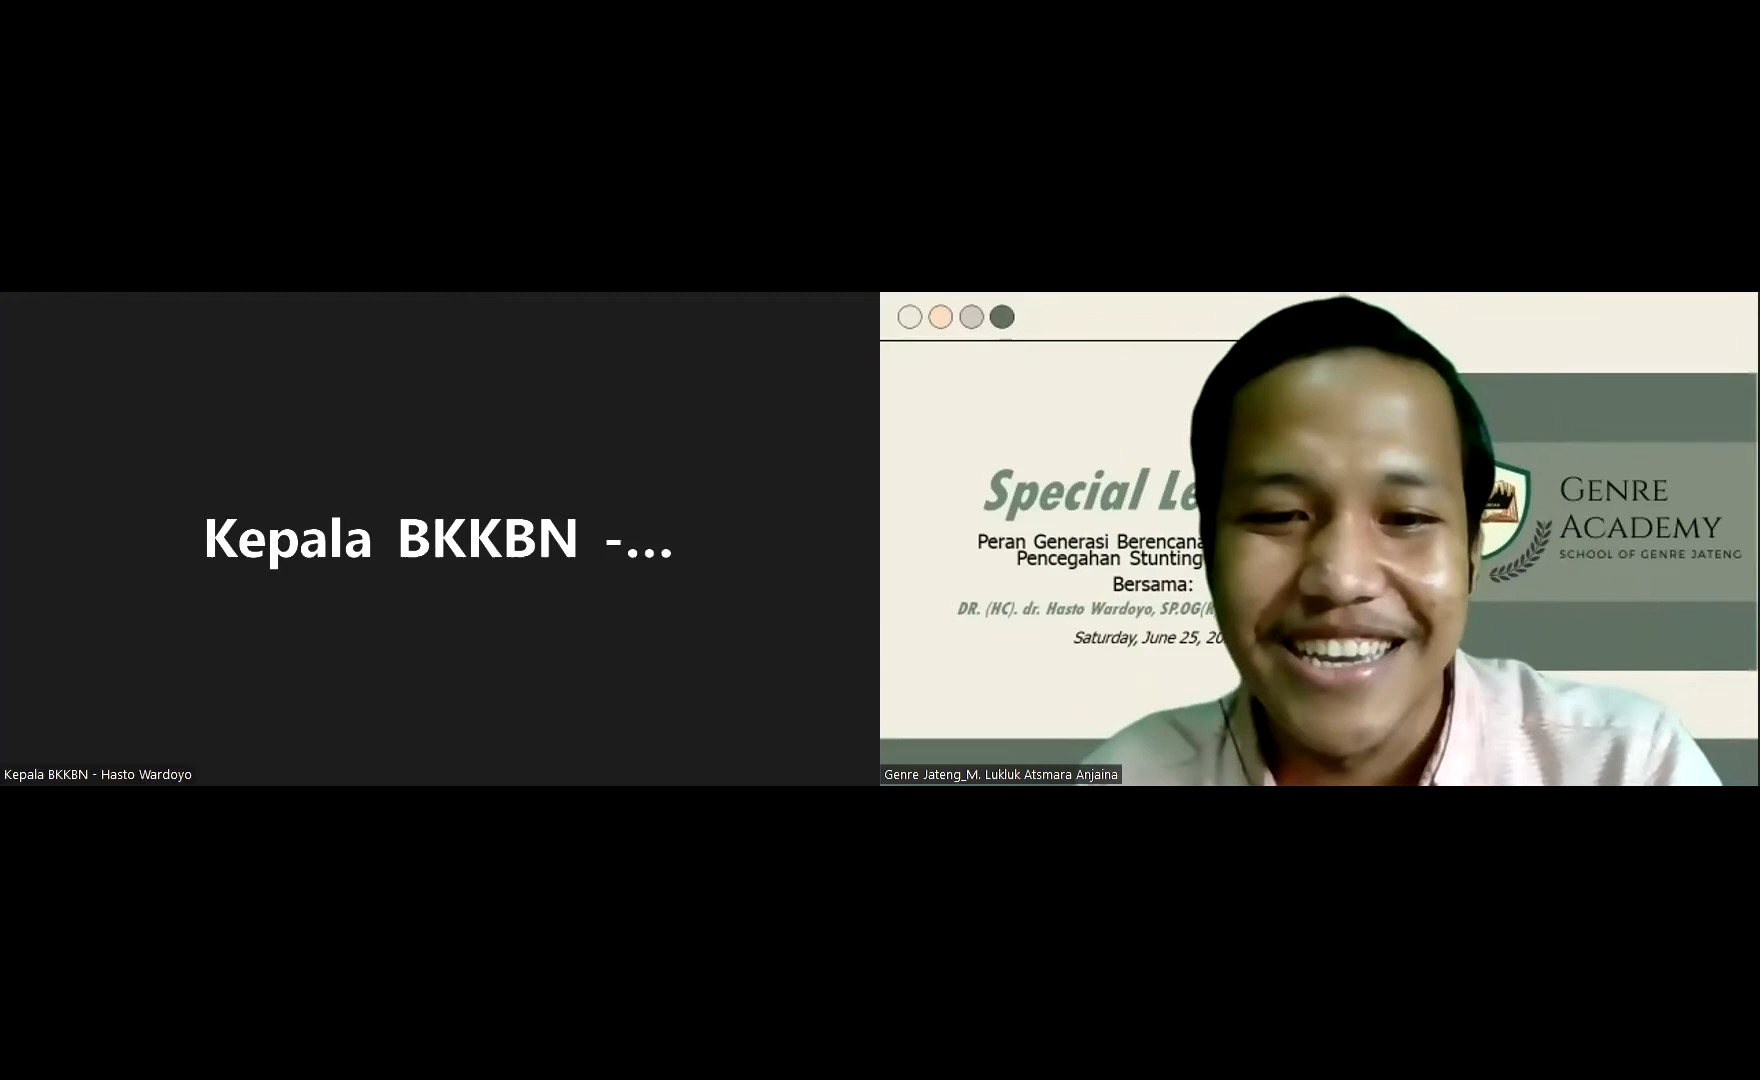 Kepala BKKBN -...
Kepala BKKBN - Hasto Wardoyo
Special Le
Peran Generasi Berencana
Pencegahan Stunting
Bersama:
DR. (HC). dr. Hasto Wardoyo, SP.OG(
Saturday, June 25, 20
GENRE
ACADEMY
SCHOOL OF GENRE JATENG
Genre Jateng_M. Lukluk Atsmara Anjaina